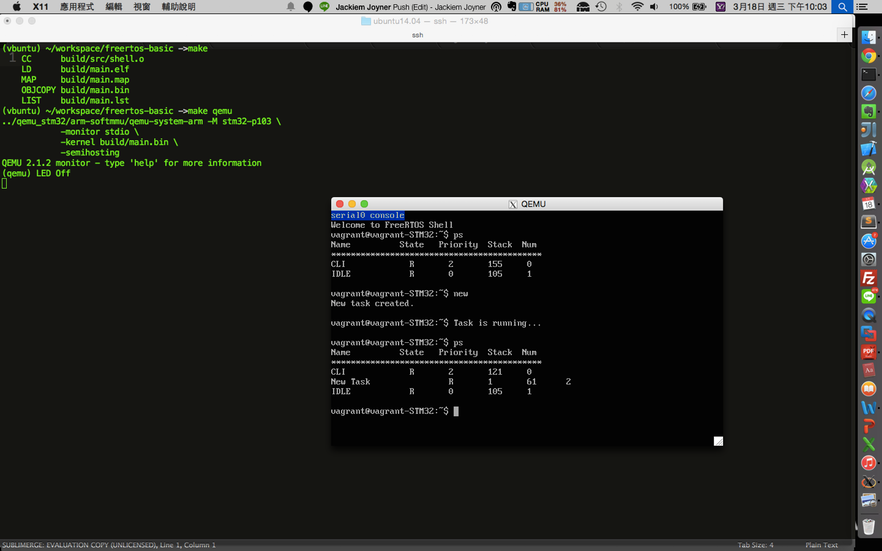 X11 應用程式 編輯 視窗 輔助說明 Jackiem Joyner Push (Edit) - Jackiem Joyner CPU RAM 36% 81% 100% 3月18日 週三 下午10:03
ubuntu14.04 — ssh — 173×48
ssh
(vbuntu) ~/workspace/freertos-basic ->make
1 CC build/src/shell.o
LD build/main.elf
MAP build/main.map
OBJCOPY build/main.bin
LIST build/main.lst
(vbuntu) ~/workspace/freertos-basic ->make qemu
../qemu_stm32/arm-softmmu/qemu-system-arm -M stm32-p103 \
-monitor stdio \
-kernel build/main.bin \
-semihosting
QEMU 2.1.2 monitor - type 'help' for more information
(qemu) LED Off
QEMU
serial0 console
Welcome to FreeRTOS Shell
vagrant@vagrant-STM32:~$ ps
Name State Priority Stack Num
*******************************************
CLI R 2 155 0
IDLE R 0 105 1
vagrant@vagrant-STM32:~$ new
New task created.
vagrant@vagrant-STM32:~$ Task is running...
vagrant@vagrant-STM32:~$ ps
Name State Priority Stack Num
*******************************************
CLI R 2 121 0
New Task R 1 61 2
IDLE R 0 105 1
vagrant@vagrant-STM32:~$
SUBLIMERGE: EVALUATION COPY (UNLICENSED), Line 1, Column 1 Tab Size: 4 Plain Text